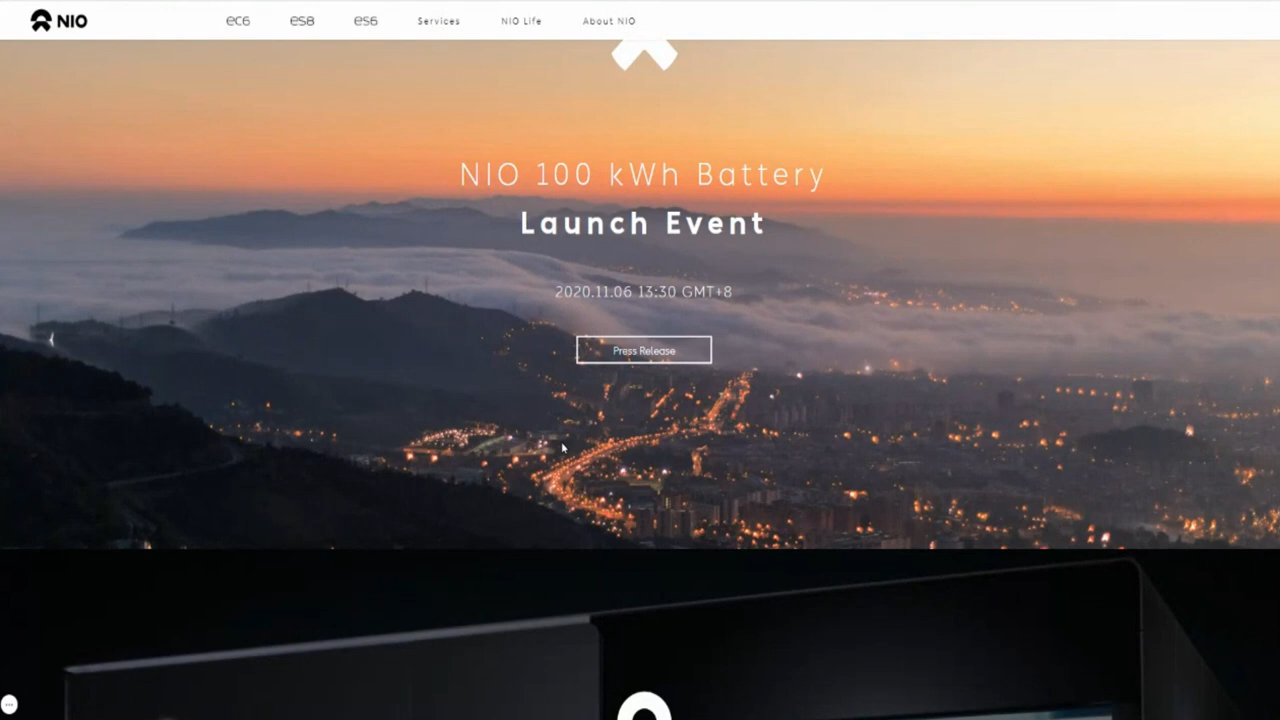 NIO
ec6
es8
es6
Services
NIO Life
About NIO
NIO 100 kWh Battery
Launch Event
2020.11.06 13:30 GMT+8
Press Release